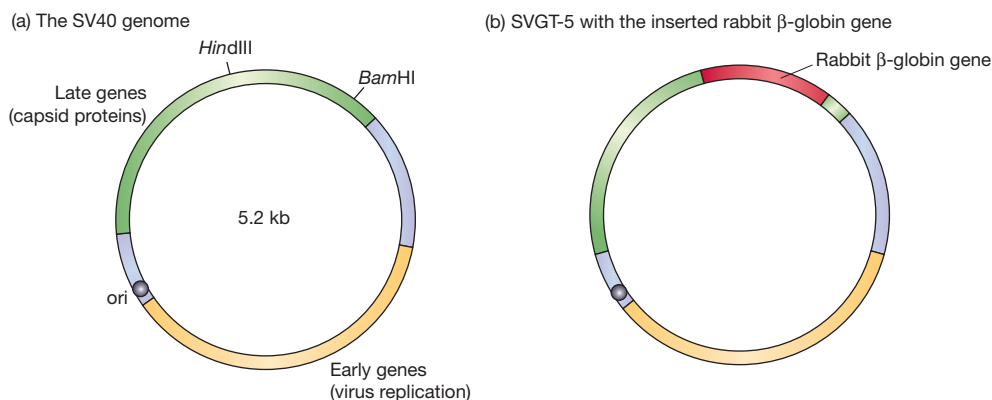 (a) The SV40 genome
HindIII
BamHI
Late genes
(capsid proteins)
5.2 kb
ori
Early genes
(virus replication)
(b) SVGT-5 with the inserted rabbit β-globin gene
Rabbit β-globin gene